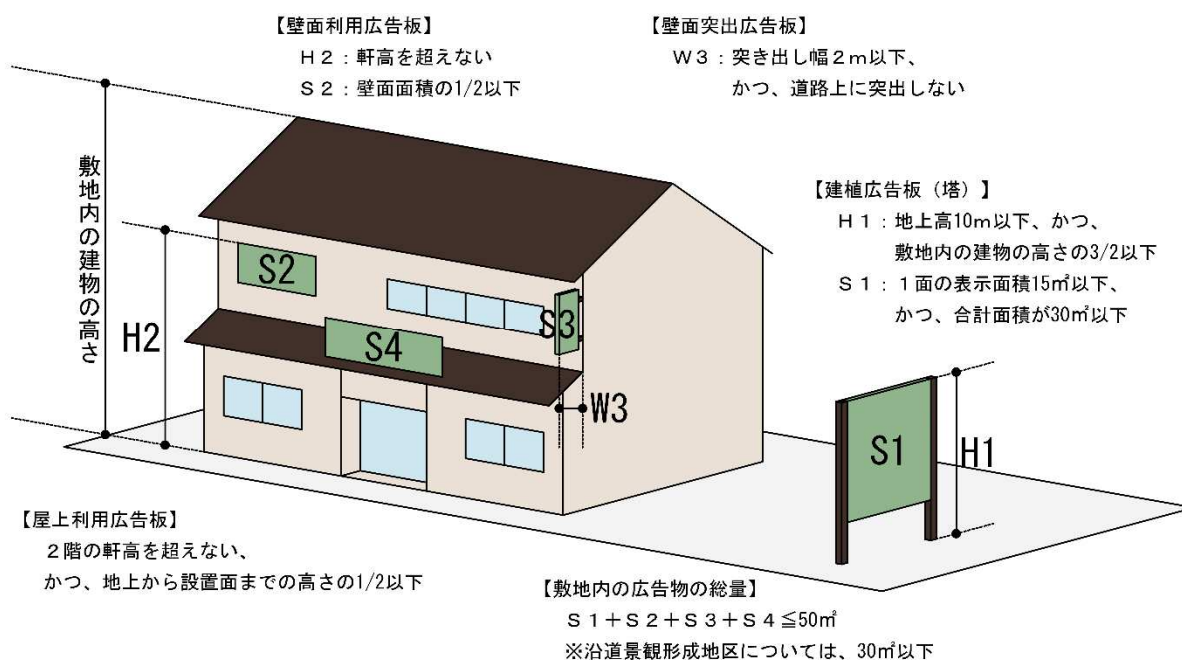 【壁面利用広告板】
H2:軒高を超えない
S2:壁面面積の1/2以下
【壁面突出広告板】
W3:突き出し幅2m以下、
かつ、道路上に突出しない
敷地内の建物の高さ
H2
S2
S4
S3
W3
【建植広告板(塔)】
H1:地上高10m以下、かつ、
敷地内の建物の高さの3/2以下
S1:1面の表示面積15㎡以下、
かつ、合計面積が30㎡以下
S1
H1
【屋上利用広告板】
2階の軒高を超えない、
かつ、地上から設置面までの高さの1/2以下
【敷地内の広告物の総量】
S1+S2+S3+S4≦50㎡
※沿道景観形成地区については、30㎡以下